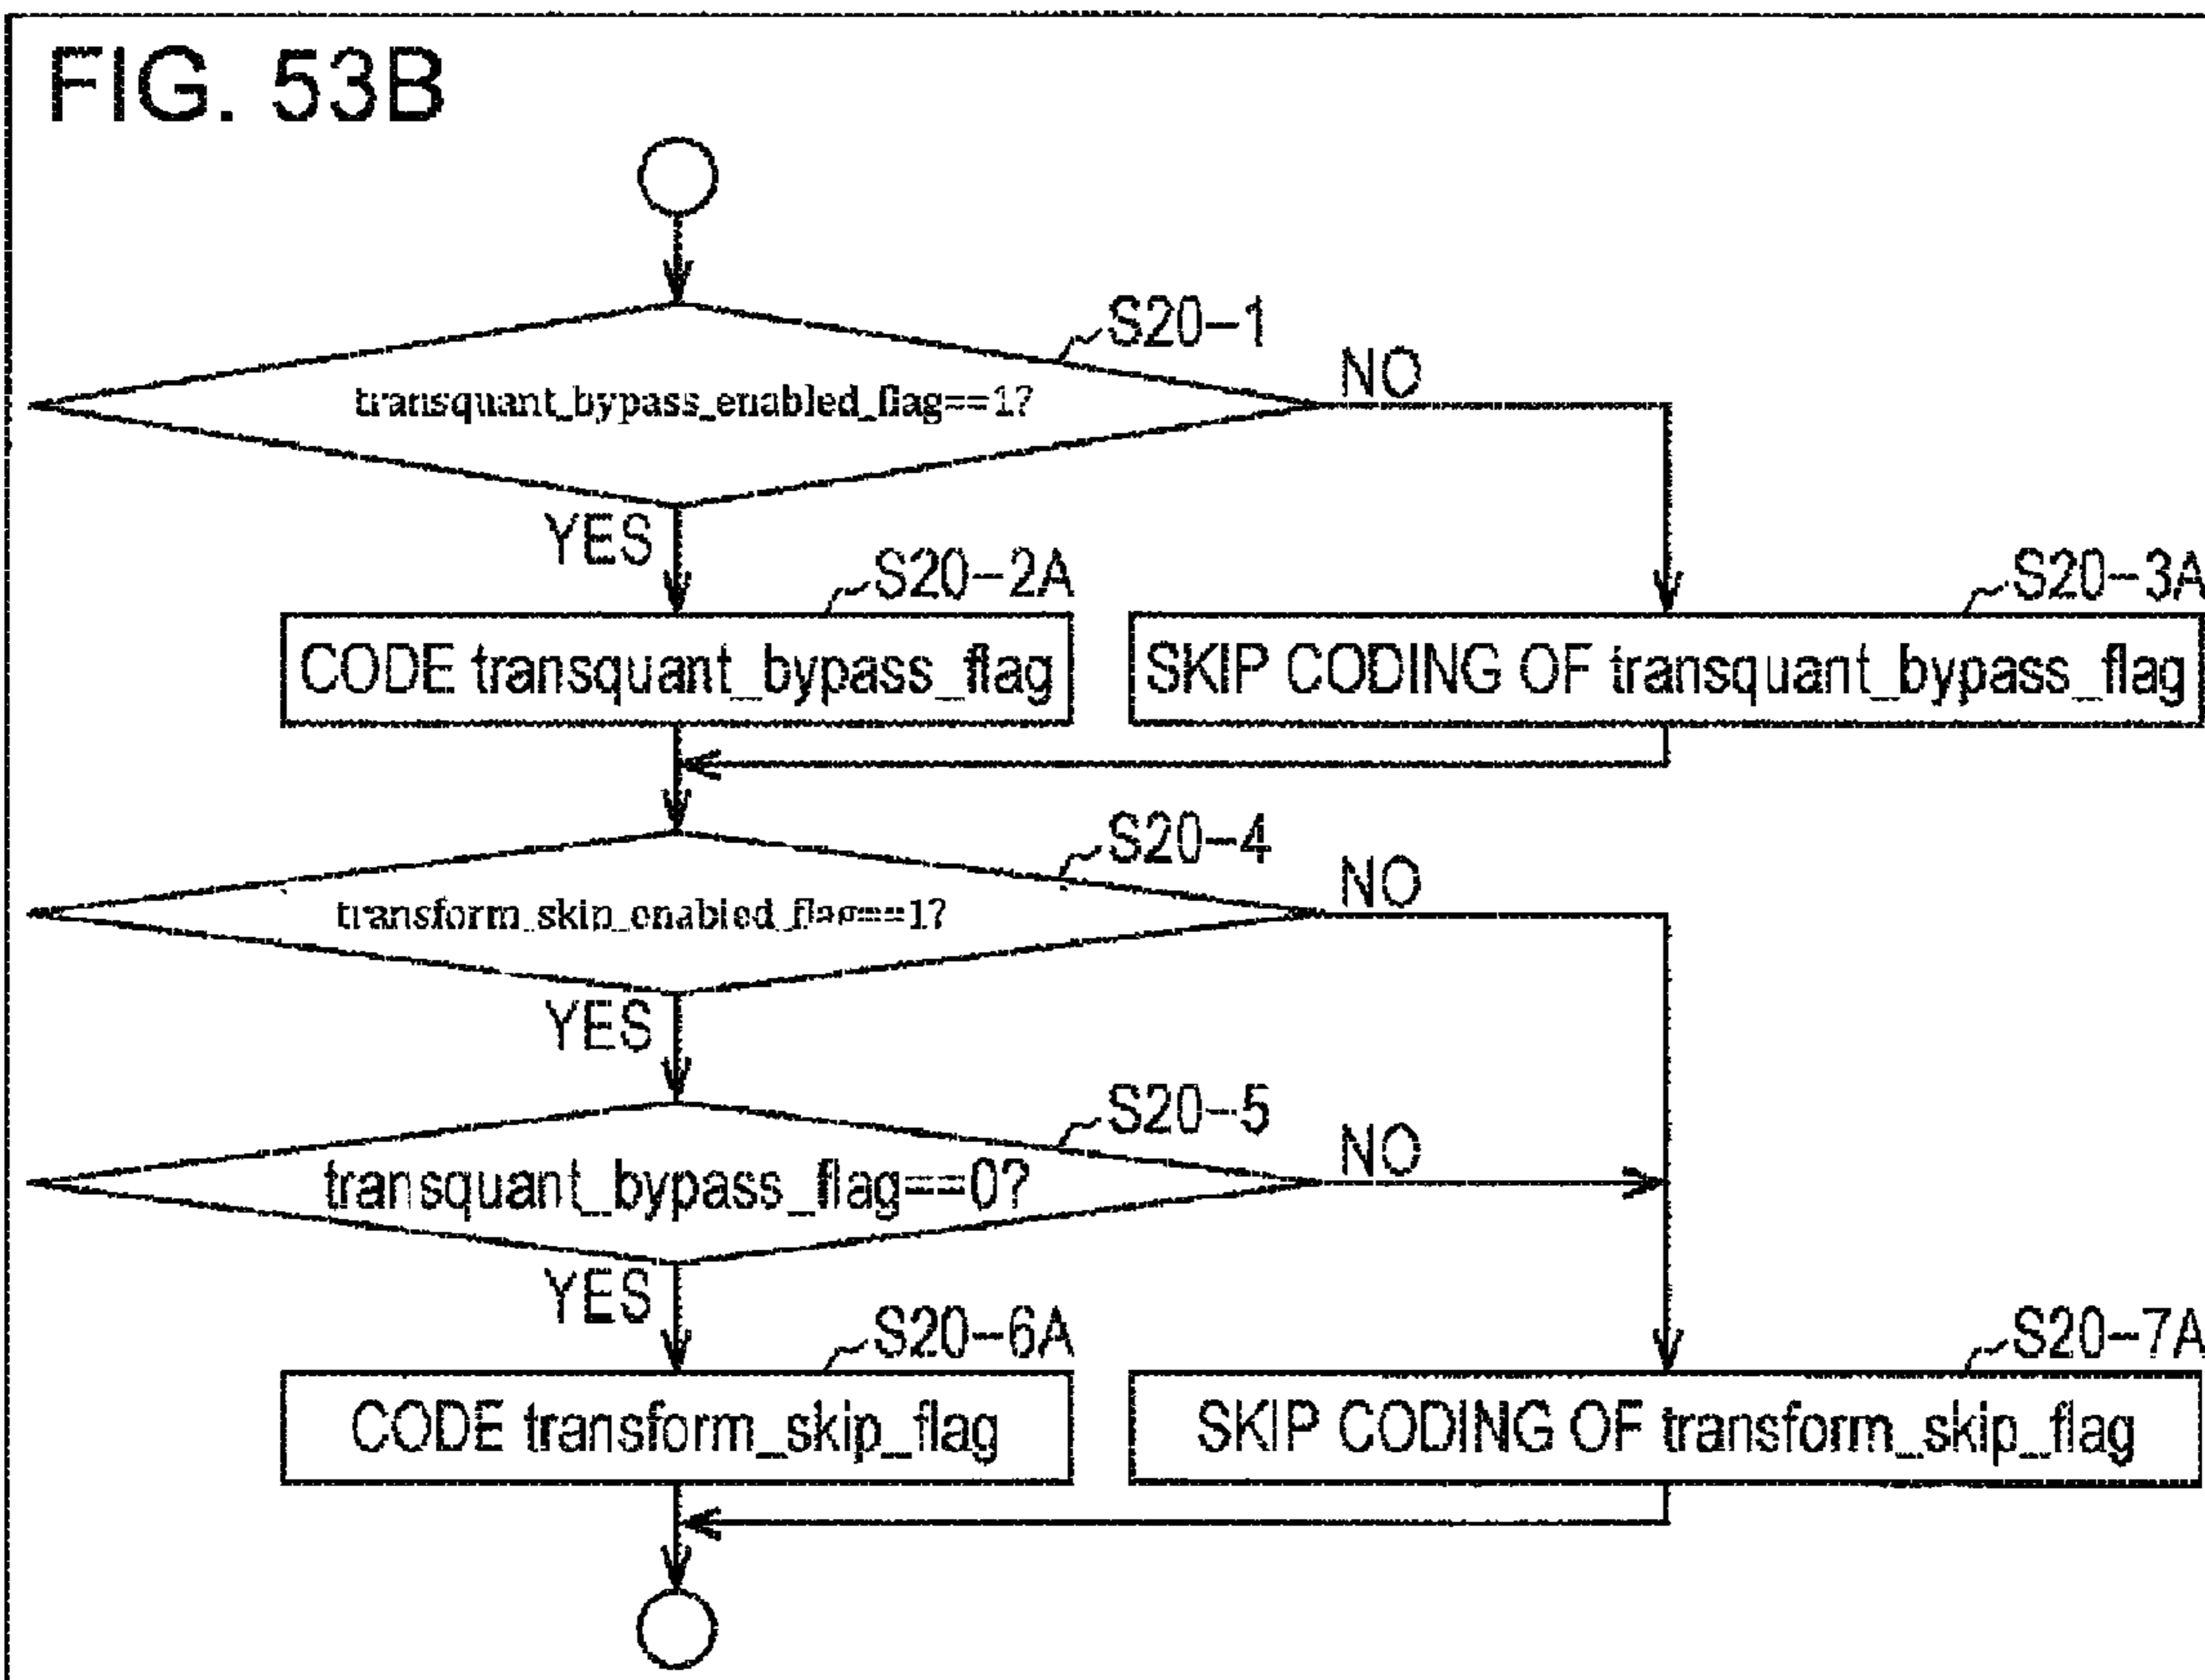 FIG. 53B
S20-1
transquant_bypass_enabled_flag==1?
NO
YES
S20-2A
S20-3A
CODE transquant_bypass_flag
SKIP CODING OF transquant_bypass_flag
S20-4
transform_skip_enabled_flag==1?
NO
YES
S20-5
transquant_bypass_flag==0?
NO
YES
S20-6A
S20-7A
CODE transform_skip_flag
SKIP CODING OF transform_skip_flag